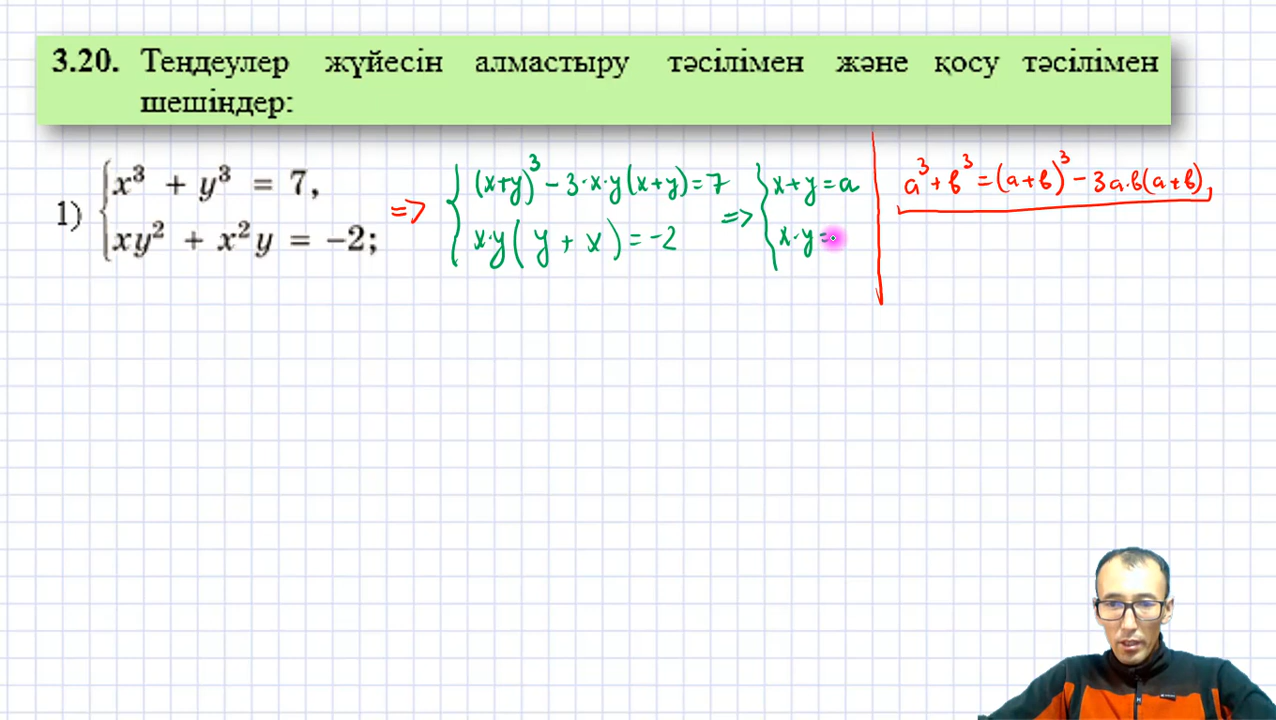 3.20. Теңдеулер жүйесін алмастыру тәсілімен және қосу тәсілімен
шешіңдер:
1) { x³ + y³ = 7,
xy² + x²y = −2;
=> { (x+y)³ − 3·x·y(x+y) = 7
x·y(y + x) = −2
=> { x + y = a
x·y =
a³ + b³ = (a+b)³ − 3a·b(a+b),